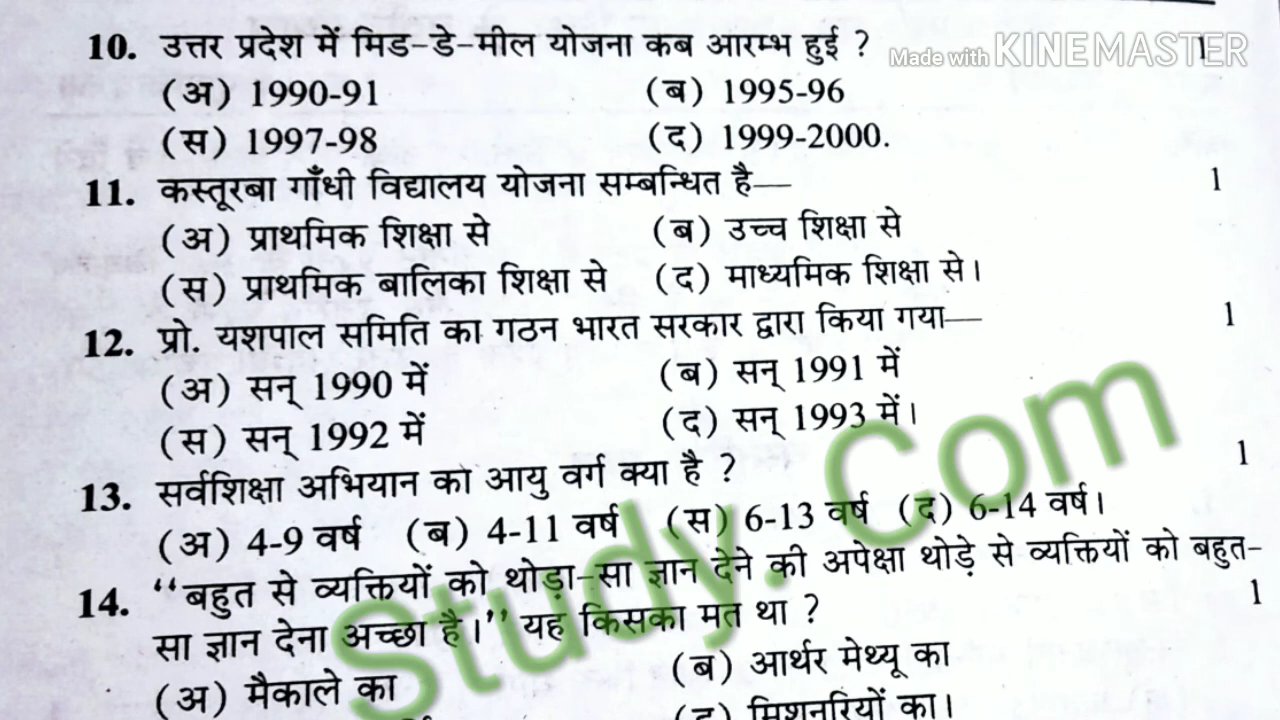 Made with KINEMASTER
10. उत्तर प्रदेश में मिड-डे-मील योजना कब आरम्भ हुई ? 1
(अ) 1990-91 (ब) 1995-96
(स) 1997-98 (द) 1999-2000.
11. कस्तूरबा गाँधी विद्यालय योजना सम्बन्धित है— 1
(अ) प्राथमिक शिक्षा से (ब) उच्च शिक्षा से
(स) प्राथमिक बालिका शिक्षा से (द) माध्यमिक शिक्षा से।
12. प्रो. यशपाल समिति का गठन भारत सरकार द्वारा किया गया— 1
(अ) सन् 1990 में (ब) सन् 1991 में
(स) सन् 1992 में (द) सन् 1993 में।
13. सर्वशिक्षा अभियान का आयु वर्ग क्या है ? 1
(अ) 4-9 वर्ष (ब) 4-11 वर्ष (स) 6-13 वर्ष (द) 6-14 वर्ष।
14. “बहुत से व्यक्तियों को थोड़ा-सा ज्ञान देने की अपेक्षा थोड़े से व्यक्तियों को बहुत-
सा ज्ञान देना अच्छा है।” यह किसका मत था ? 1
(अ) मैकाले का (ब) आर्थर मेथ्यू का
(द) मिशनरियों का।
Study. Com